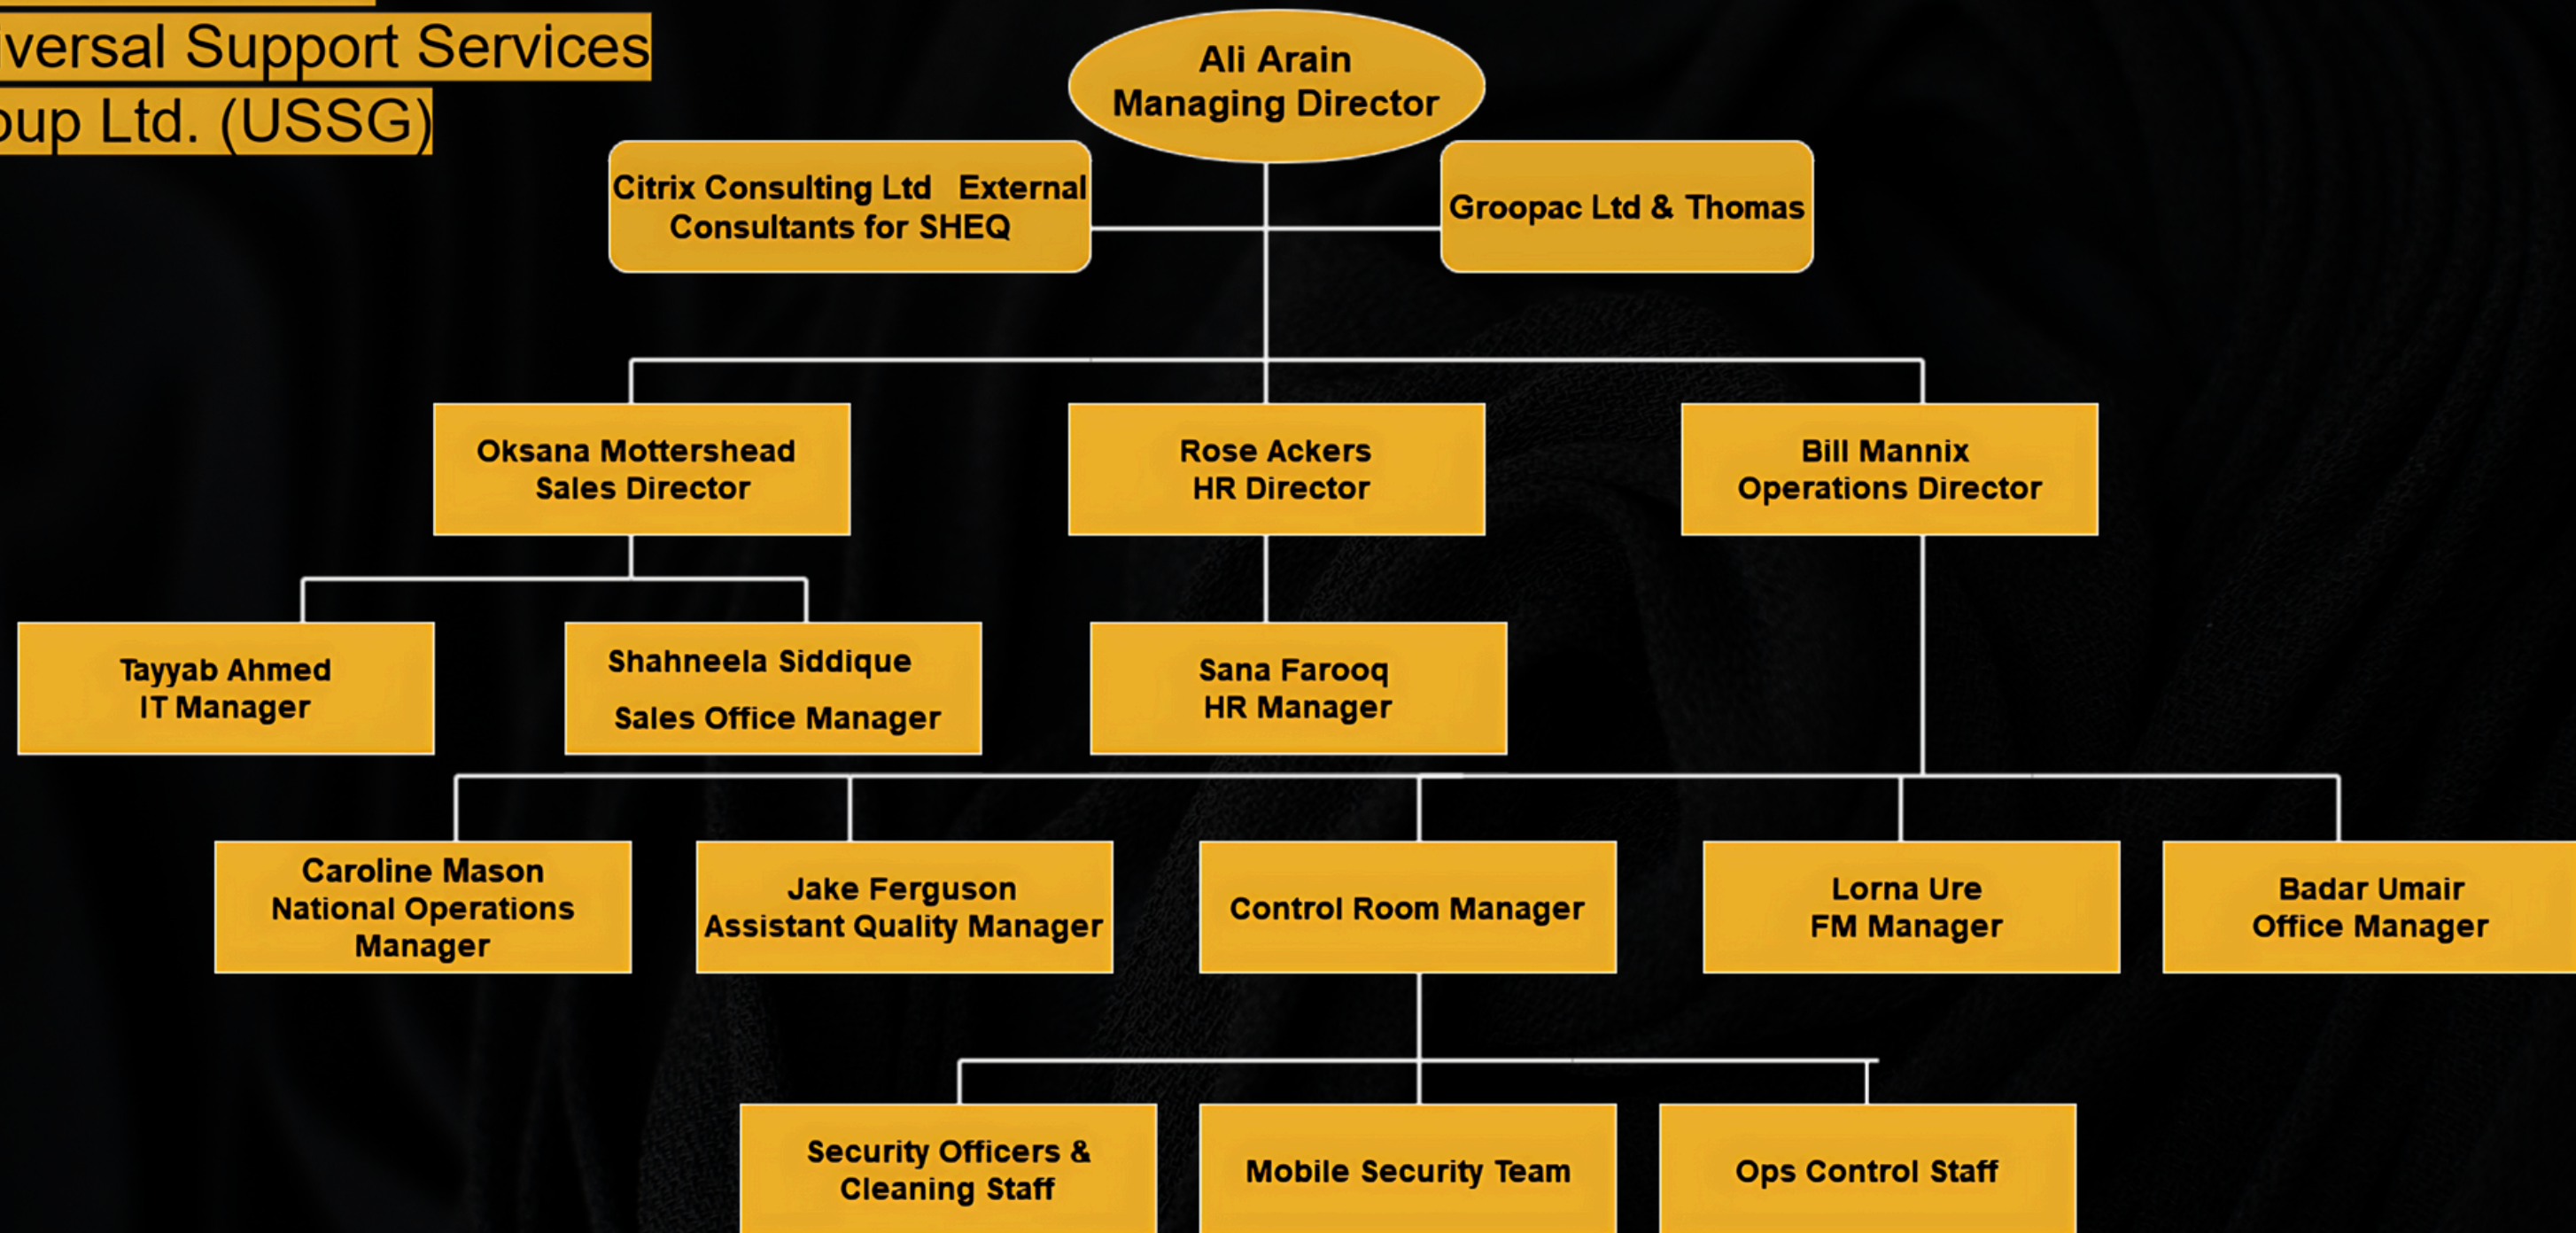 iversal Support Services
oup Ltd. (USSG)
Ali Arain
Managing Director
Citrix Consulting Ltd External
Consultants for SHEQ
Groopac Ltd & Thomas
Oksana Mottershead
Sales Director
Rose Ackers
HR Director
Bill Mannix
Operations Director
Tayyab Ahmed
IT Manager
Shahneela Siddique
Sales Office Manager
Sana Farooq
HR Manager
Caroline Mason
National Operations
Manager
Jake Ferguson
Assistant Quality Manager
Control Room Manager
Lorna Ure
FM Manager
Badar Umair
Office Manager
Security Officers &
Cleaning Staff
Mobile Security Team
Ops Control Staff